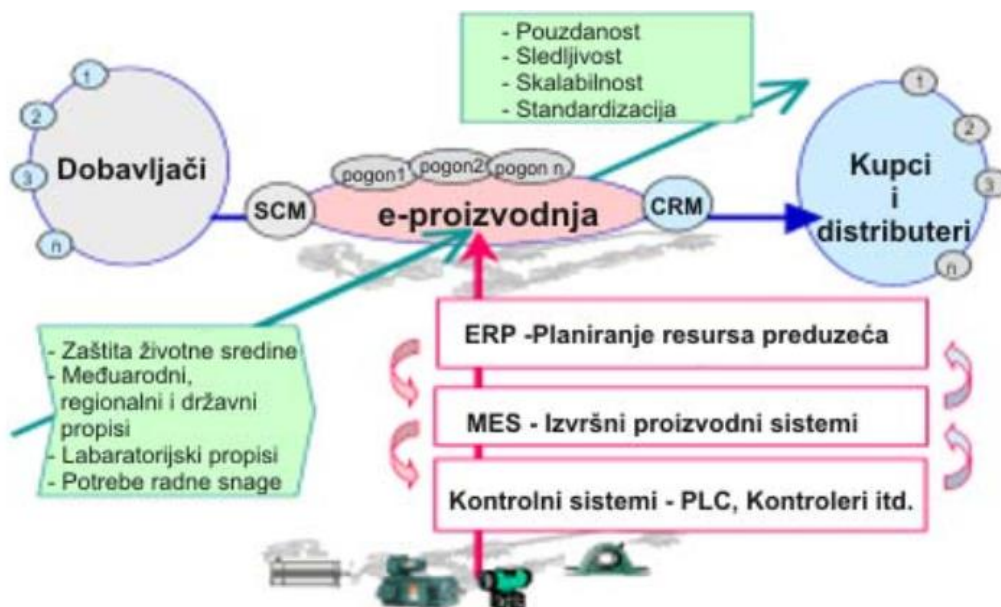 - Pouzdanost
- Sledljivost
- Skalabilnost
- Standardizacija
1
2
3
n
Dobavljači
SCM
pogon1
pogon2
pogon n
e-proizvodnja
CRM
1
2
3
n
Kupci
i
distributeri
- Zaštita životne sredine
- Međuarodni,
regionalni i državni
propisi
- Labaratorijski propisi
- Potrebe radne snage
ERP -Planiranje resursa preduzeća
MES - Izvršni proizvodni sistemi
Kontrolni sistemi - PLC, Kontroleri itd.